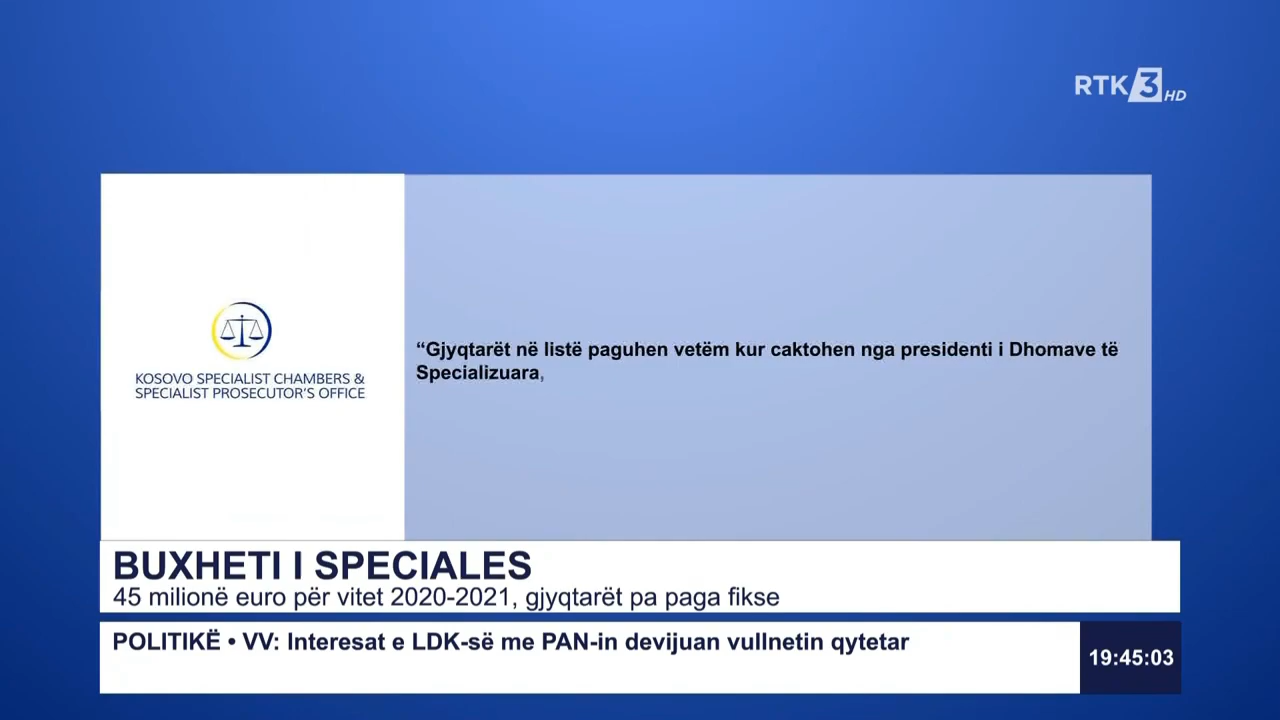 RTK 3 HD
“Gjyqtarët në listë paguhen vetëm kur caktohen nga presidenti i Dhomave të
Specializuara,
KOSOVO SPECIALIST CHAMBERS &
SPECIALIST PROSECUTOR'S OFFICE
BUXHETI I SPECIALES
45 milionë euro për vitet 2020-2021, gjyqtarët pa paga fikse
POLITIKË • VV: Interesat e LDK-së me PAN-in devijuan vullnetin qytetar
19:45:03